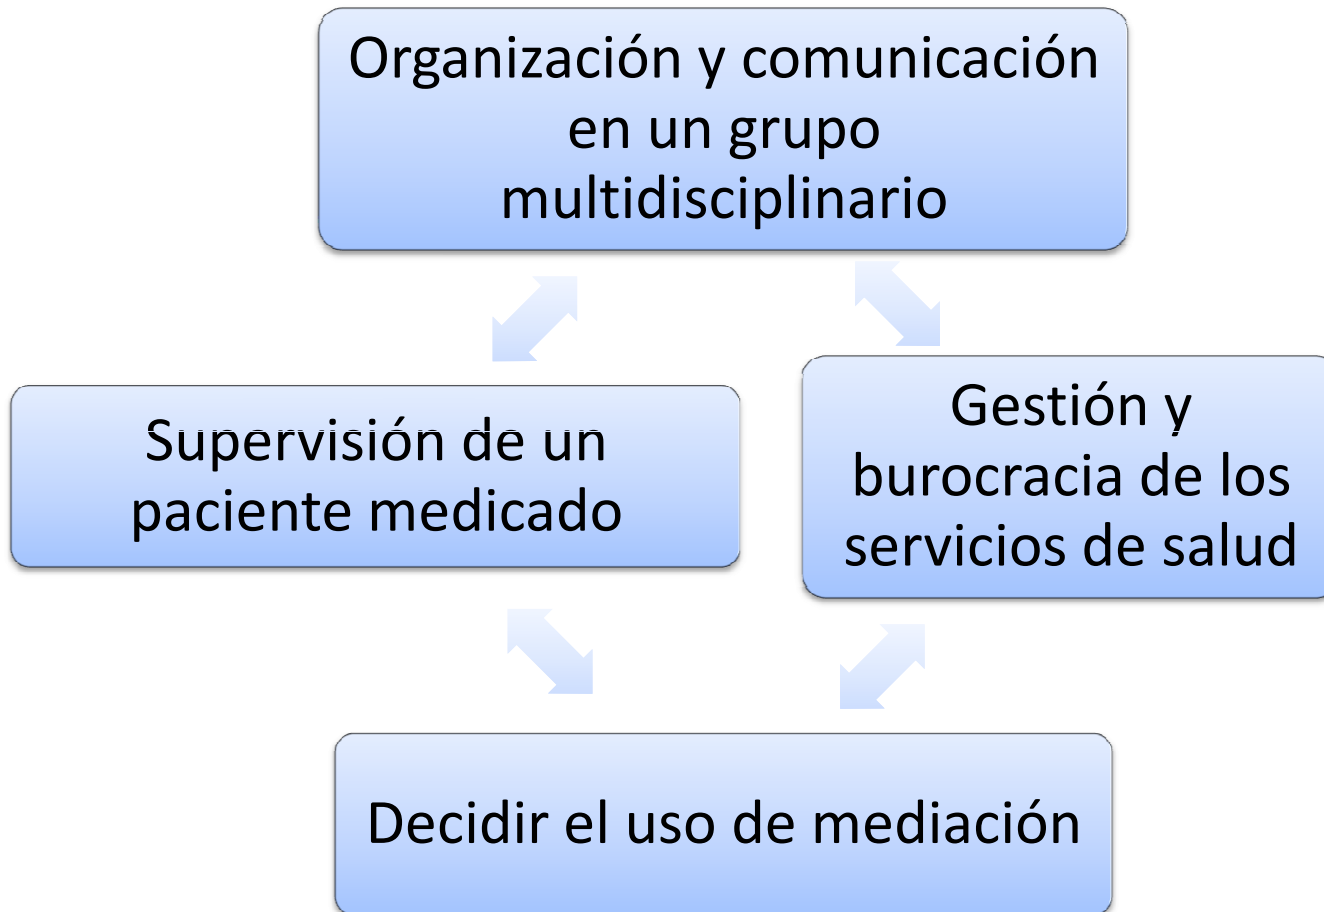 Organización y comunicación
en un grupo
multidisciplinario
Supervisión de un
paciente medicado
Gestión y
burocracia de los
servicios de salud
Decidir el uso de mediación